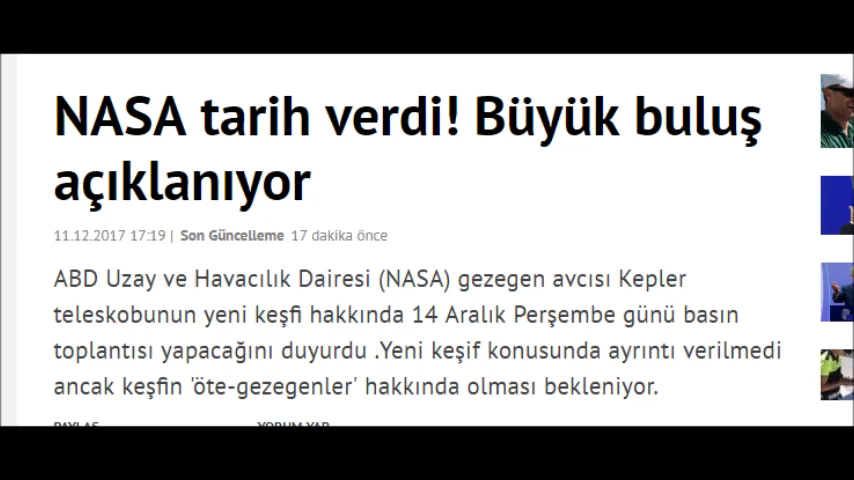 NASA tarih verdi! Büyük buluş
açıklanıyor
11.12.2017 17:19 | Son Güncelleme 17 dakika önce
ABD Uzay ve Havacılık Dairesi (NASA) gezegen avcısı Kepler
teleskobunun yeni keşfi hakkında 14 Aralık Perşembe günü basın
toplantısı yapacağını duyurdu .Yeni keşif konusunda ayrıntı verilmedi
ancak keşfin 'öte-gezegenler' hakkında olması bekleniyor.